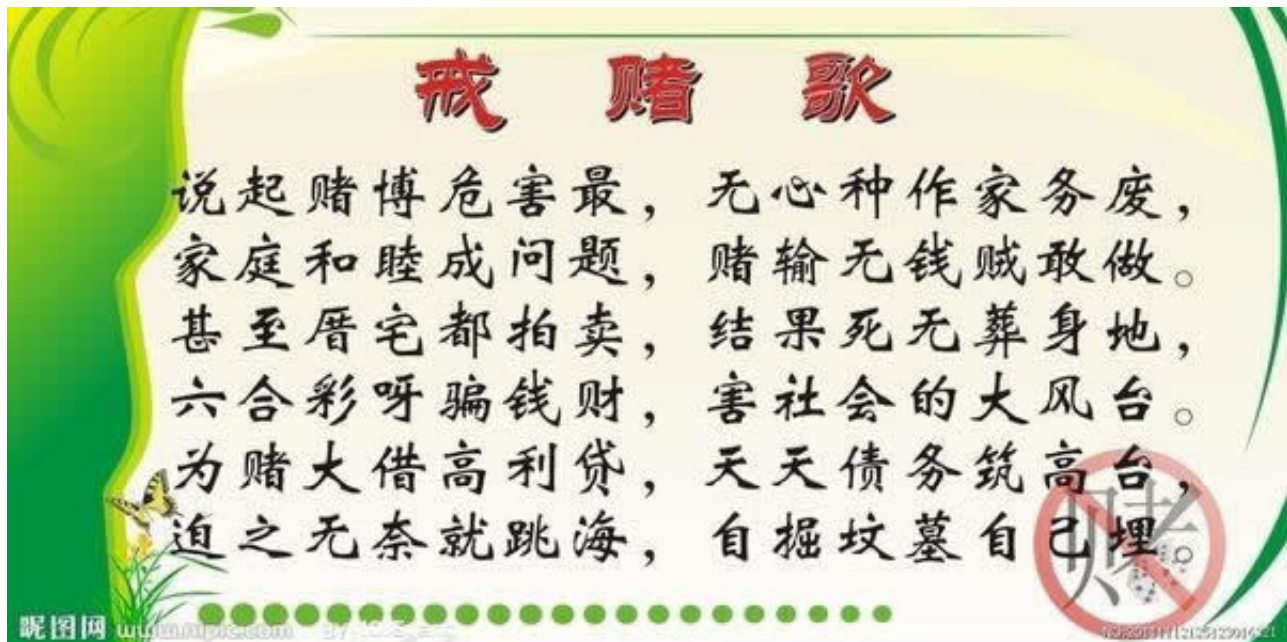 戒赌歌
说起赌博危害最，无心种作家务废，
家庭和睦成问题，赌输无钱贼敢做。
甚至厝宅都拍卖，结果死无葬身地，
六合彩呀骗钱财，害社会的大风台。
为赌大借高利贷，天天债务筑高台，
迫之无奈就跳海，自掘坟墓自己埋。
赌
昵图网 www.nipic.com